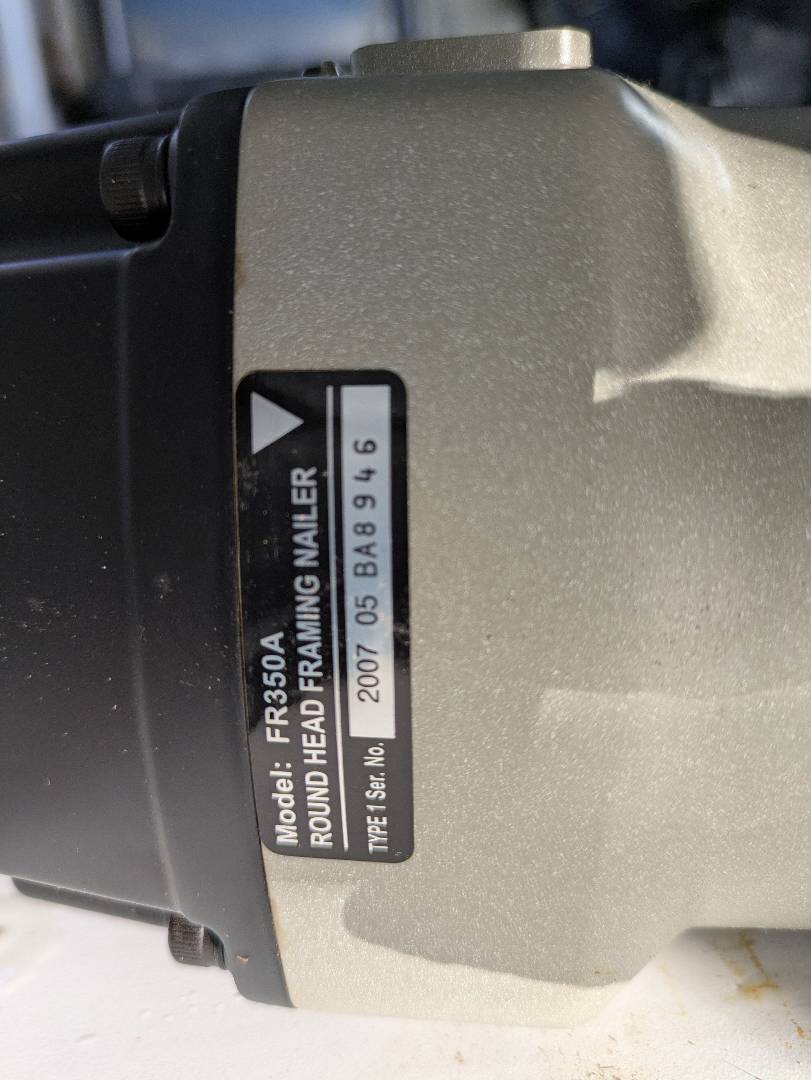 Model: FR350A
ROUND HEAD FRAMING NAILER
TYPE 1 Ser. No. 2007 05 BA8946